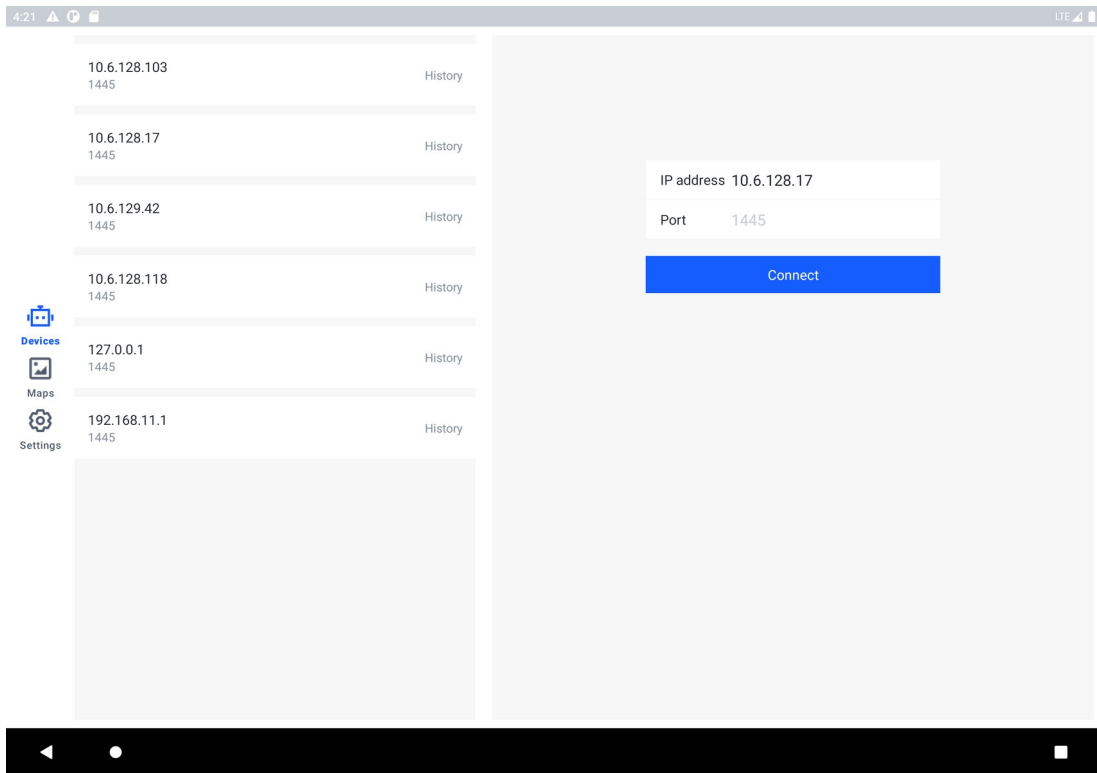 4:21
LTE
10.6.128.103
1445
History
10.6.128.17
1445
History
10.6.129.42
1445
History
10.6.128.118
1445
History
127.0.0.1
1445
History
192.168.11.1
1445
History
Devices
Maps
Settings
IP address 10.6.128.17
Port 1445
Connect